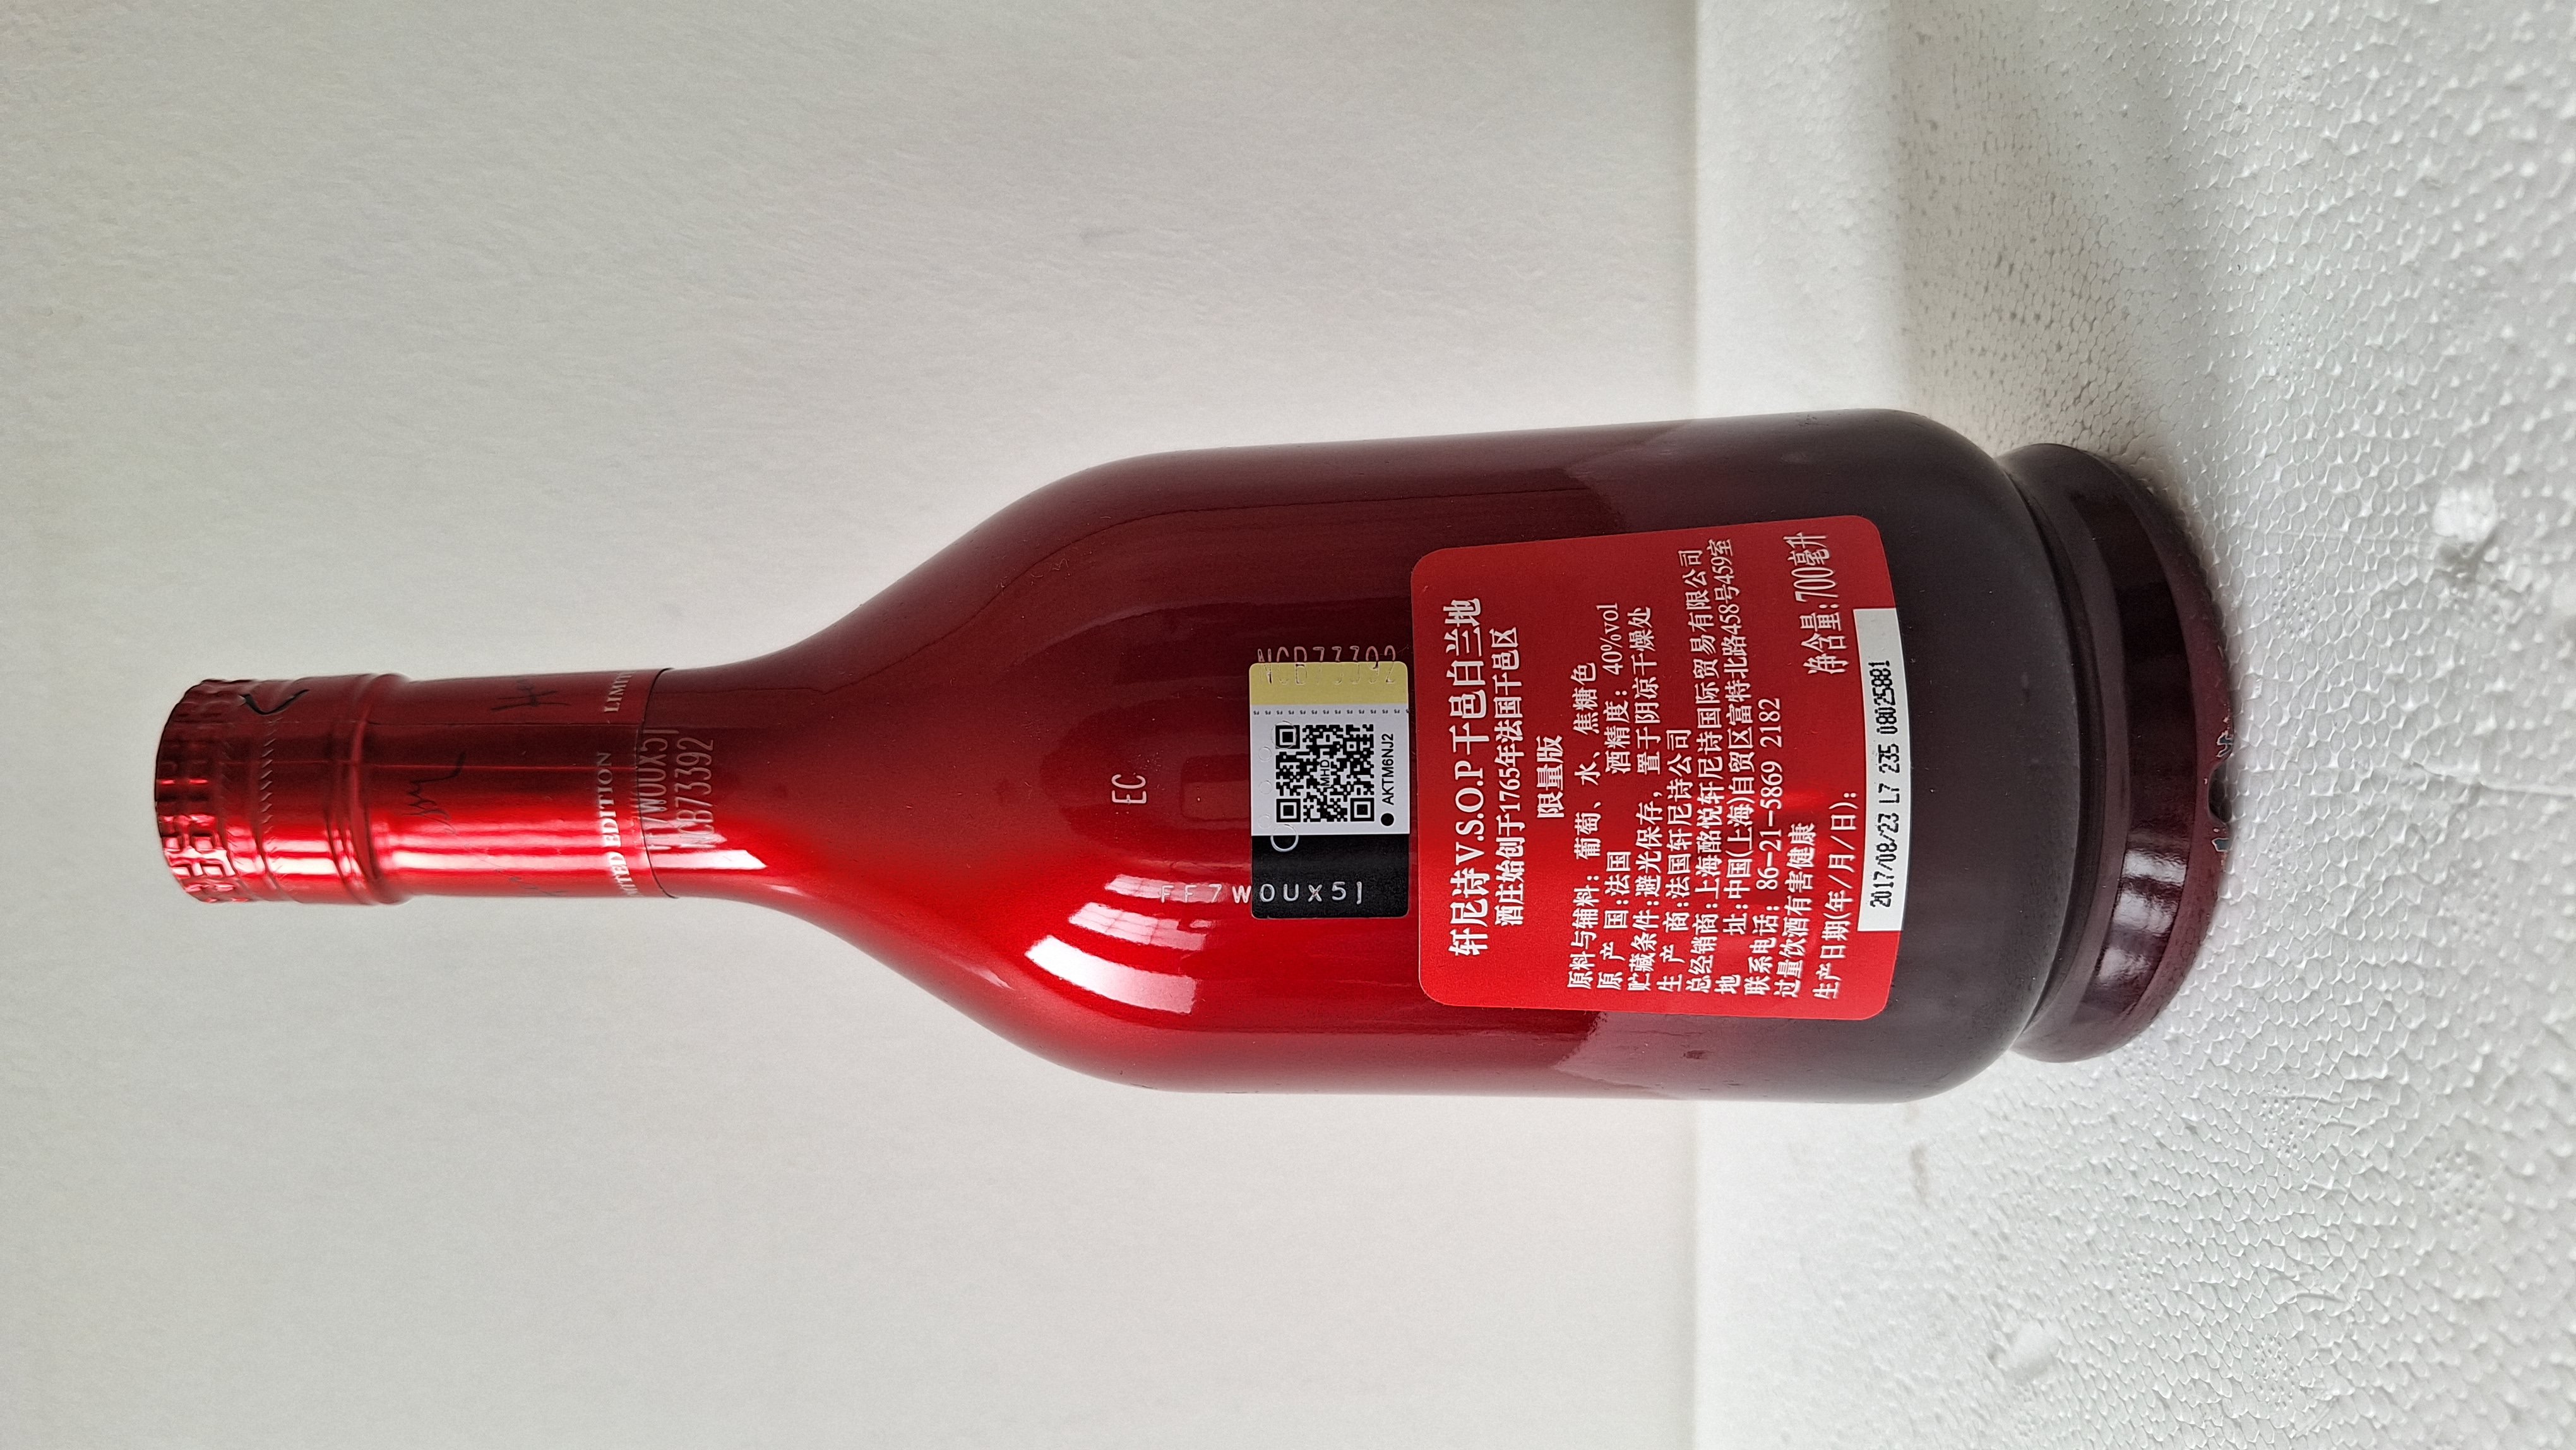 LIMITED EDITION
WOUX5J
NCB73392
EC
MHD
AKTM6NJ2
FF7WOUX5J
轩尼诗V.S.O.P干邑白兰地
酒庄始创于1765年法国干邑区
限量版
原料与辅料: 葡萄、水、焦糖色
原产国:法国 酒精度: 40%vol
贮藏条件:避光保存，置于阴凉干燥处
生产商:法国轩尼诗公司
总经销商:上海酩悦轩尼诗国际贸易有限公司
地址:中国(上海)自贸区富特北路458号459室
联系电话: 86-21-5869 2182
过量饮酒有害健康
生产日期(年/月/日): 净含量:700毫升
2017/08/23 L7 235 08025881